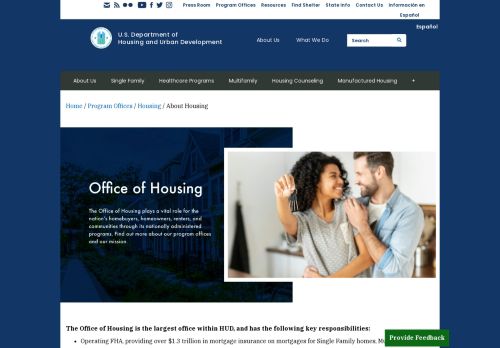 Press Room Program Offices Resources Find Shelter State Info Contact Us Información en Español
Español
U.S. Department of
Housing and Urban Development
About Us What We Do
Search
About Us Single Family Healthcare Programs Multifamily Housing Counseling Manufactured Housing +
Home / Program Offices / Housing / About Housing
Office of Housing
The Office of Housing plays a vital role for the
nation's homebuyers, homeowners, renters, and
communities through its nationally administered
programs. Find out more about our program offices
and our mission.
The Office of Housing is the largest office within HUD, and has the following key responsibilities:
• Operating FHA, providing over $1.3 trillion in mortgage insurance on mortgages for Single Family homes,
Provide Feedback